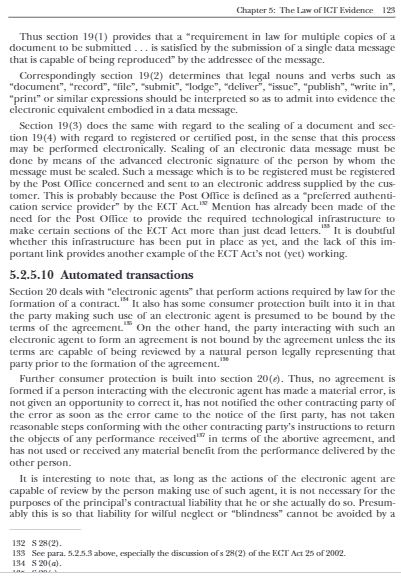 Chapter 5: The Law of ICT Evidence 123
Thus section 19(1) provides that a “requirement in law for multiple copies of a
document to be submitted . . . is satisfied by the submission of a single data message
that is capable of being reproduced” by the addressee of the message.
Correspondingly section 19(2) determines that legal nouns and verbs such as
“document”, “record”, “file”, “submit”, “lodge”, “deliver”, “issue”, “publish”, “write in”,
“print” or similar expressions should be interpreted so as to admit into evidence the
electronic equivalent embodied in a data message.
Section 19(3) does the same with regard to the sealing of a document and sec-
tion 19(4) with regard to registered or certified post, in the sense that this process
may be performed electronically. Sealing of an electronic data message must be
done by means of the advanced electronic signature of the person by whom the
message must be sealed. Such a message which is to be registered must be registered
by the Post Office concerned and sent to an electronic address supplied by the cus-
tomer. This is probably because the Post Office is defined as a “preferred authenti-
cation service provider” by the ECT Act.132 Mention has already been made of the
need for the Post Office to provide the required technological infrastructure to
make certain sections of the ECT Act more than just dead letters.133 It is doubtful
whether this infrastructure has been put in place as yet, and the lack of this im-
portant link provides another example of the ECT Act’s not (yet) working.
5.2.5.10 Automated transactions
Section 20 deals with “electronic agents” that perform actions required by law for the
formation of a contract.134 It also has some consumer protection built into it in that
the party making such use of an electronic agent is presumed to be bound by the
terms of the agreement.135 On the other hand, the party interacting with such an
electronic agent to form an agreement is not bound by the agreement unless the its
terms are capable of being reviewed by a natural person legally representing that
party prior to the formation of the agreement.136
Further consumer protection is built into section 20(e). Thus, no agreement is
formed if a person interacting with the electronic agent has made a material error, is
not given an opportunity to correct it, has not notified the other contracting party of
the error as soon as the error came to the notice of the first party, has not taken
reasonable steps conforming with the other contracting party’s instructions to return
the objects of any performance received137 in terms of the abortive agreement, and
has not used or received any material benefit from the performance delivered by the
other person.
It is interesting to note that, as long as the actions of the electronic agent are
capable of review by the person making use of such agent, it is not necessary for the
purposes of the principal’s contractual liability that he or she actually do so. Presum-
ably this is so that liability for wilful neglect or “blindness” cannot be avoided by a
132 S 28(2).
133 See para. 5.2.5.3 above, especially the discussion of s 28(2) of the ECT Act 25 of 2002.
134 S 20(a).